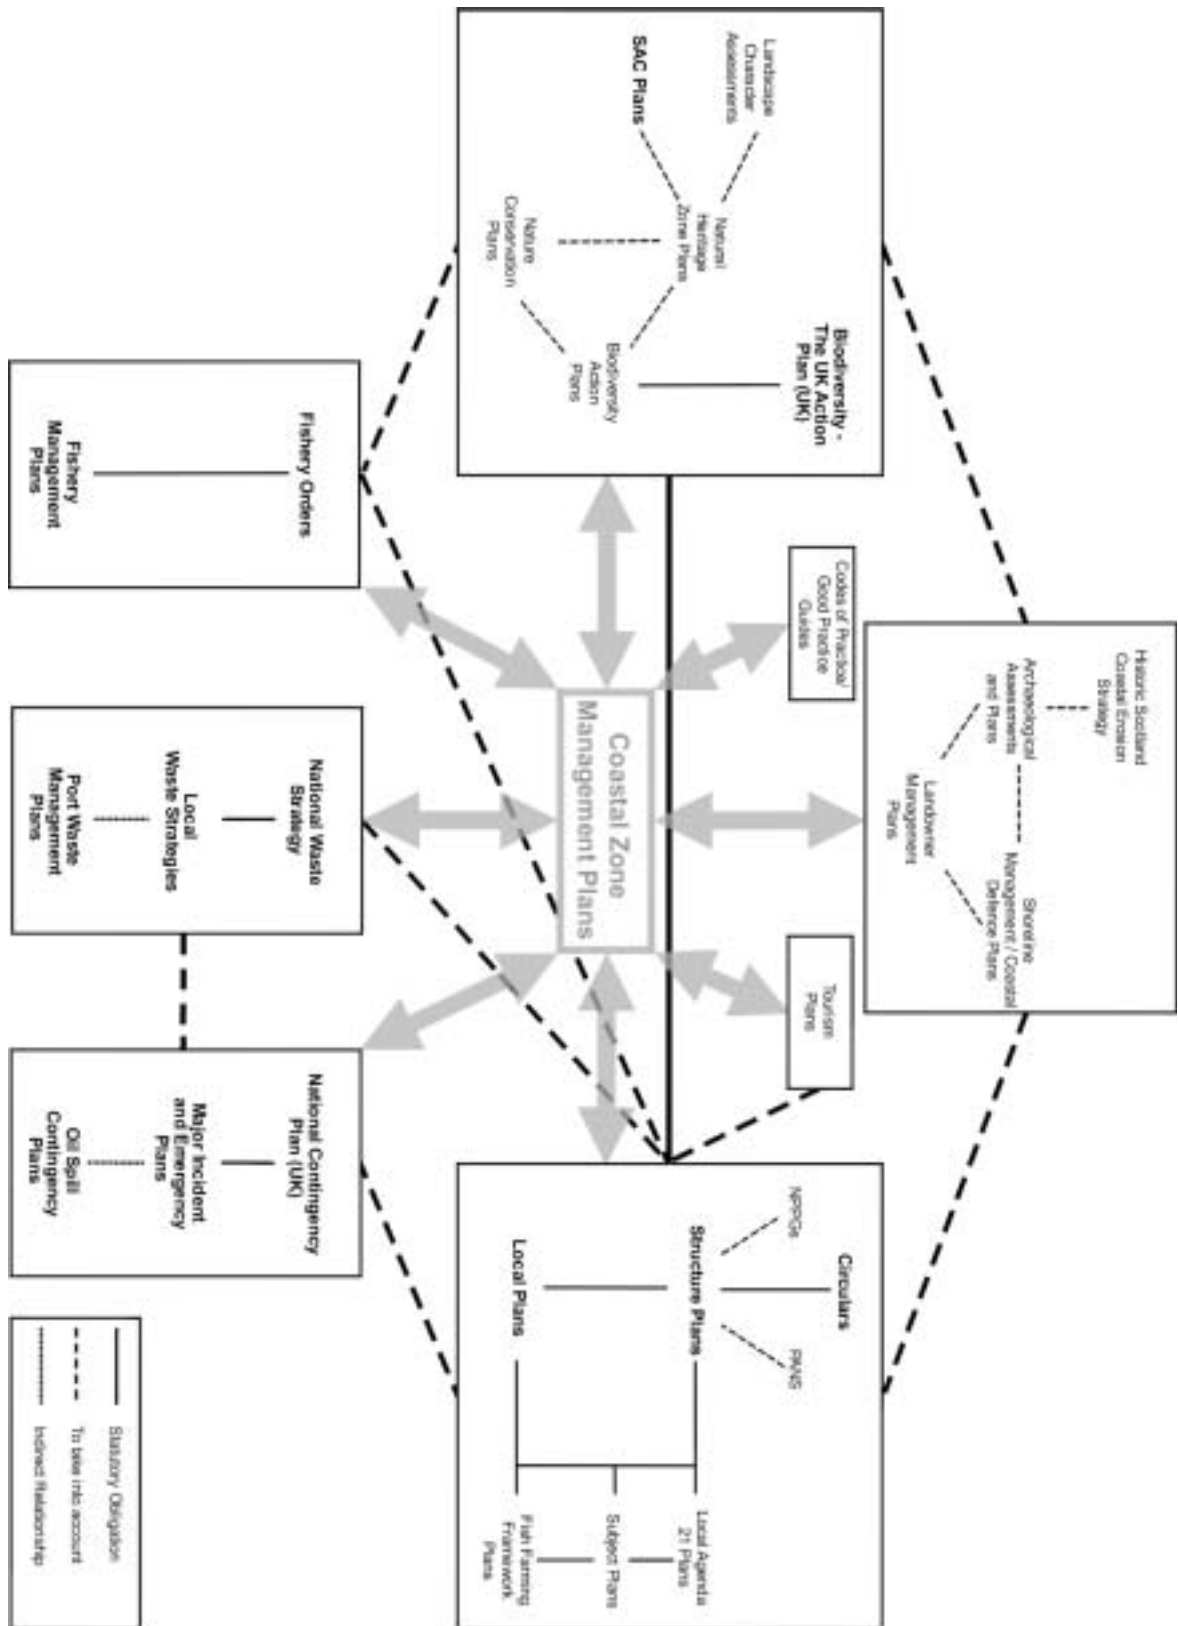 Historic Scotland
Coastal Erosion
Strategy
Archaeological
Assessments
and Plans
Shoreline
Management / Coastal
Defence Plans
Landowner
Management
Plans
Landscape
Character
Assessments
SAC Plans
Natural
Heritage
Zone Plans
Nature
Conservation
Plans
Biodiversity
Action
Plans
Biodiversity -
The UK Action
Plan (UK)
Codes of Practice/
Good Practice
Guides
Tourism
Plans
Circulars
NPPGs
PANS
Structure Plans
Local Plans
Local Agenda
21 Plans
Subject Plans
Fish Farming
Framework
Plans
Coastal Zone
Management Plans
Fishery Orders
Fishery
Management
Plans
National Waste
Strategy
Local
Waste Strategies
Port Waste
Management
Plans
National Contingency
Plan (UK)
Major Incident
and Emergency
Plans
Oil Spill
Contingency
Plans
Statutory Obligation
To take into account
Indirect Relationship